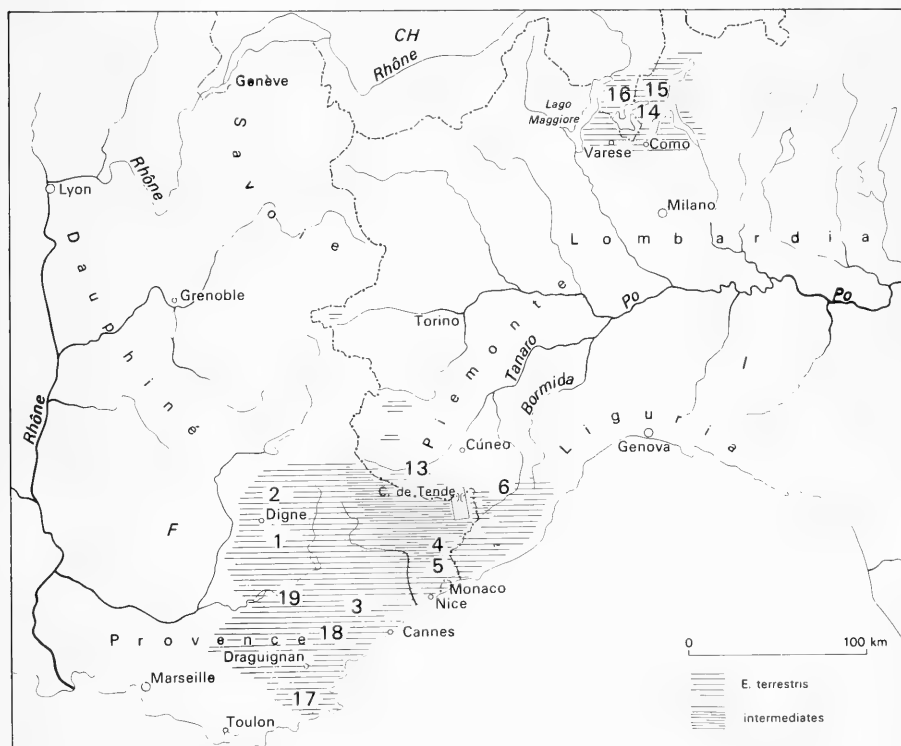 CH
Rhône
Genève
Savoie
Lago
Maggiore
16 15
14
Varese Como
Rhône
Lyon
Milano
Lombardia
Dauphiné
Grenoble
Po
Po
Torino
Piemonte
Tanaro
Bormida
I
Liguria
Rhône
Cúneo
Genova
13
C. de Tende
6
2
Digne
F
1
4
5
Monaco
Nice
19
3
Provence
18
Cannes
0 100 km
Draguignan
Marseille
17
E. terrestris
Toulon
intermediates